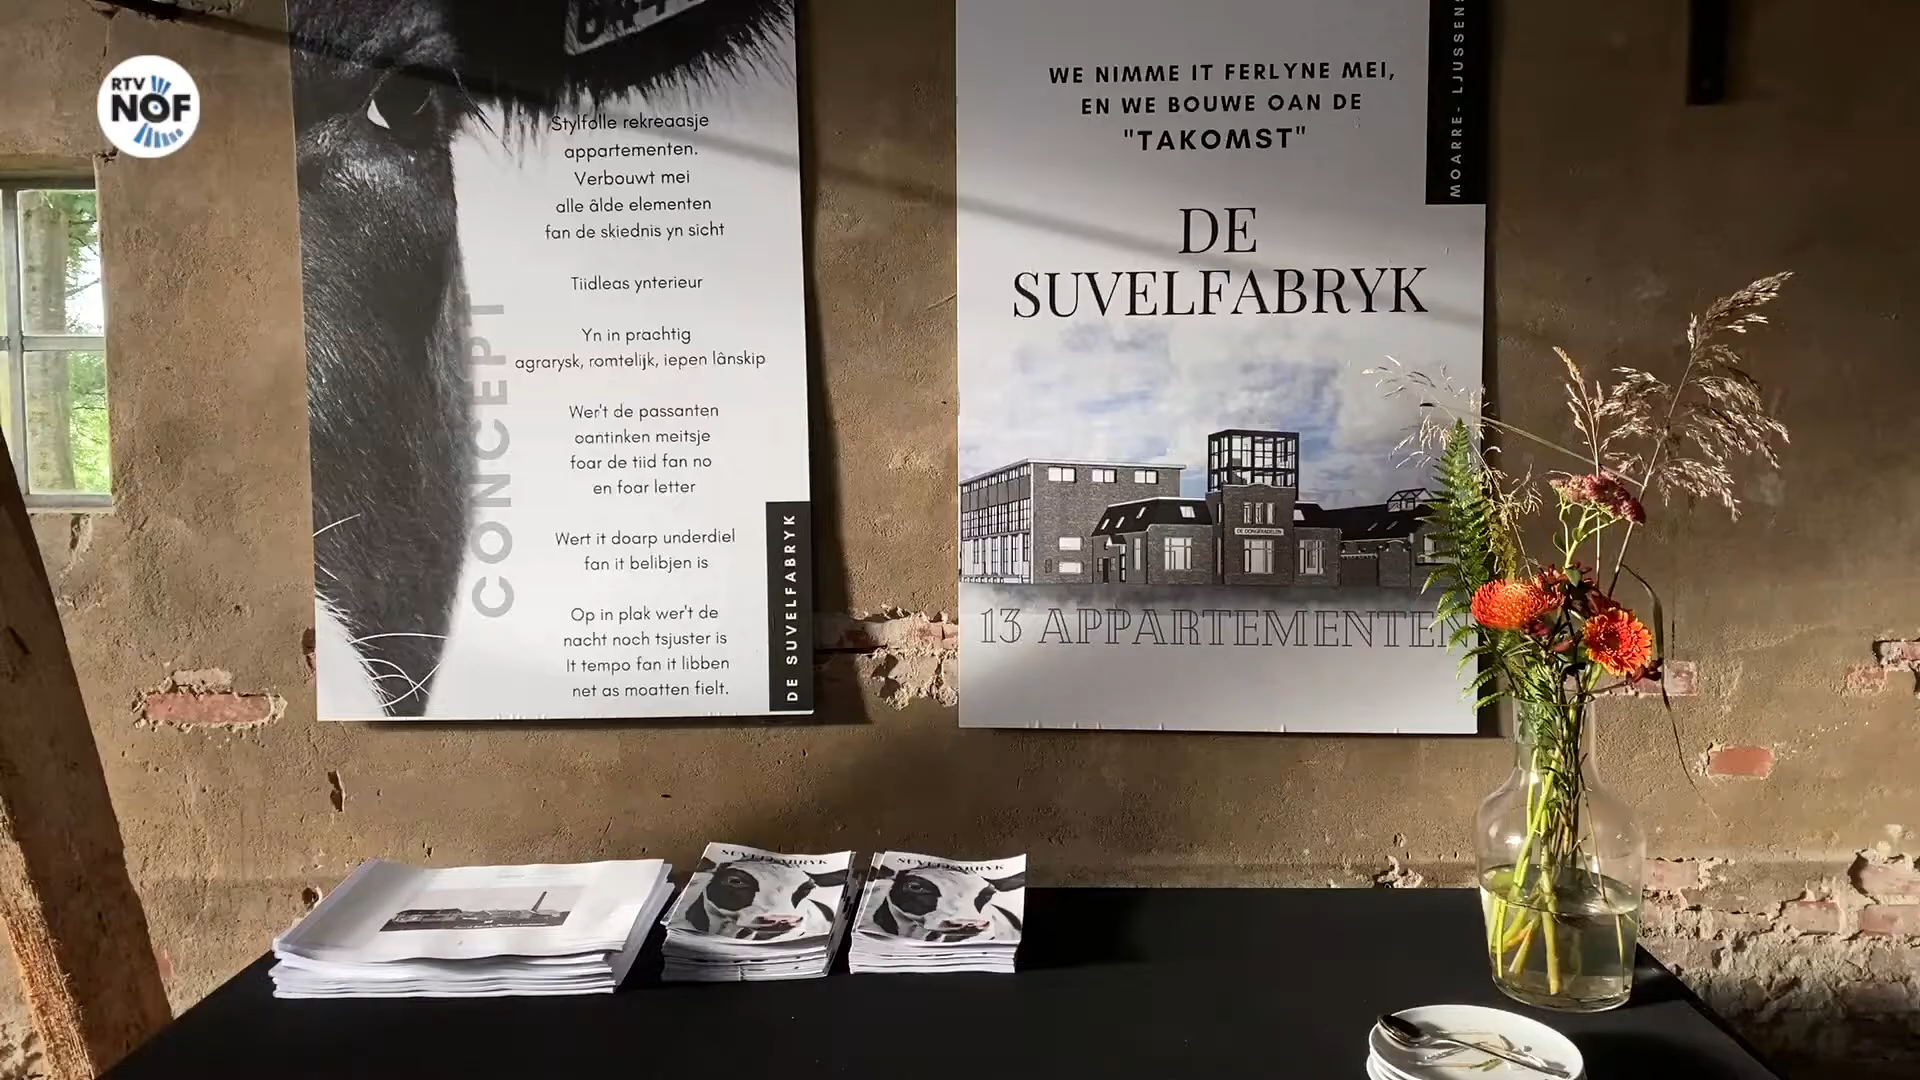 RTV
NOF
Stylfolle rekreaasje
appartementen.
Verbouwt mei
alle âlde elementen
fan de skiednis yn sicht
Tiidleas ynterieur
Yn in prachtig
agrarysk, romtelijk, iepen lânskip
Wer't de passanten
oantinken meitsje
foar de tiid fan no
en foar letter
Wert it doarp underdiel
fan it belibjen is
Op in plak wer't de
nacht noch tsjuster is
It tempo fan it libben
net as moatten fielt.
CONCEPT
DE SUVELFABRYK
WE NIMME IT FERLYNE MEI,
EN WE BOUWE OAN DE
"TAKOMST"
MOARRE- LJUSSENS
DE
SUVELFABRYK
DE DONGERADELEN
13 APPARTEMENTEN
SUVELFABRYK
SUVELFABRYK